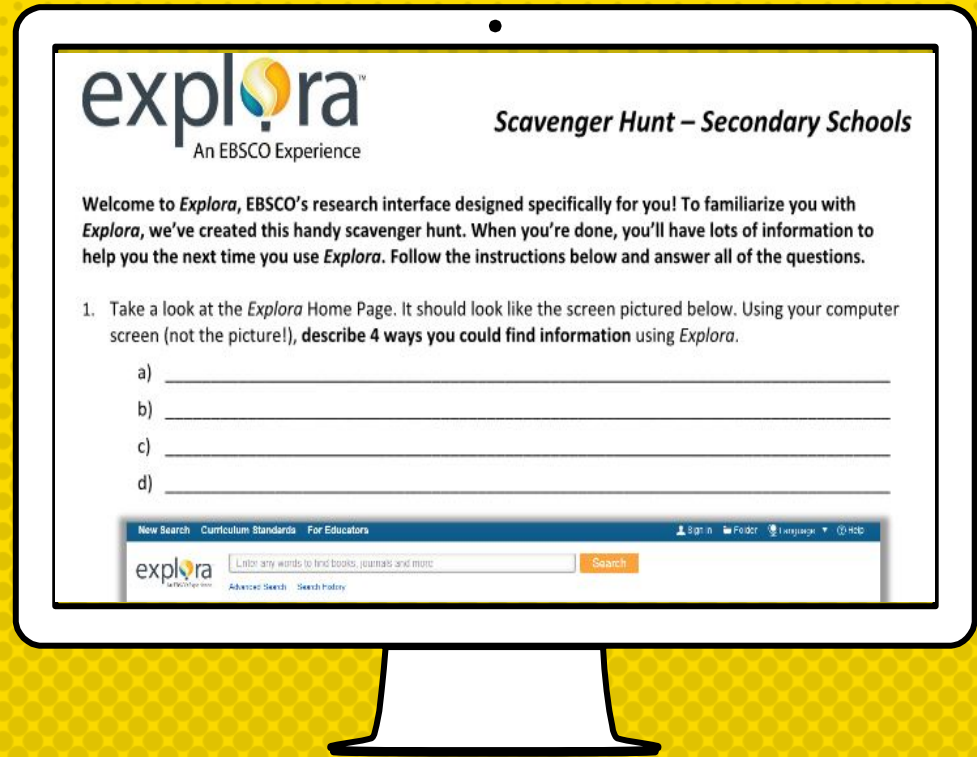 explora™
An EBSCO Experience
Scavenger Hunt – Secondary Schools
Welcome to Explora, EBSCO's research interface designed specifically for you! To familiarize you with
Explora, we've created this handy scavenger hunt. When you're done, you'll have lots of information to
help you the next time you use Explora. Follow the instructions below and answer all of the questions.
1. Take a look at the Explora Home Page. It should look like the screen pictured below. Using your computer
screen (not the picture!), describe 4 ways you could find information using Explora.
a)
b)
c)
d)
New Search Curriculum Standards For Educators Sign In Folder Language Help
explora
An EBSCO Experience
Enter any words to find books, journals and more Search
Advanced Search Search History